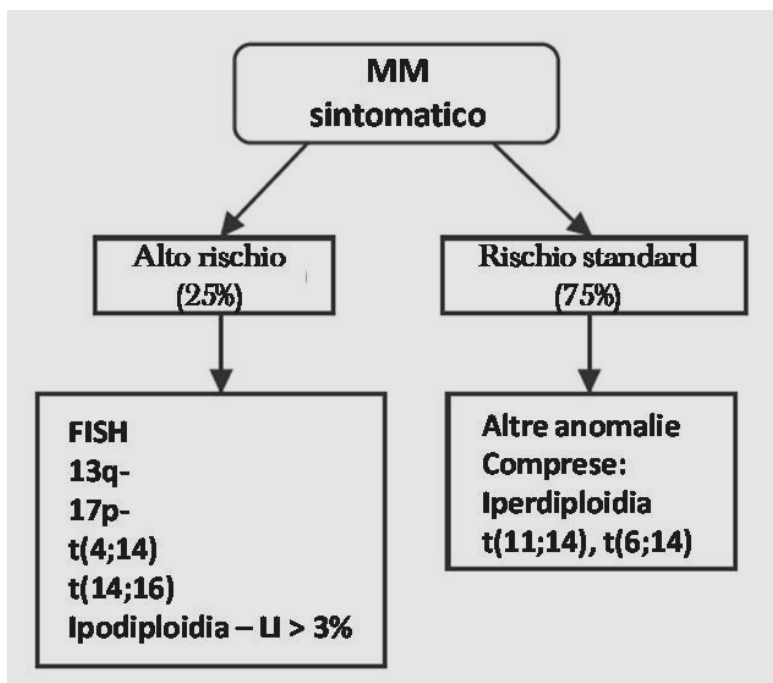 MM
sintomatico
Alto rischio
(25%)
Rischio standard
(75%)
FISH
13q-
17p-
t(4;14)
t(14;16)
Ipodiploidia – LI > 3%
Altre anomalie
Comprese:
Iperdiploidia
t(11;14), t(6;14)